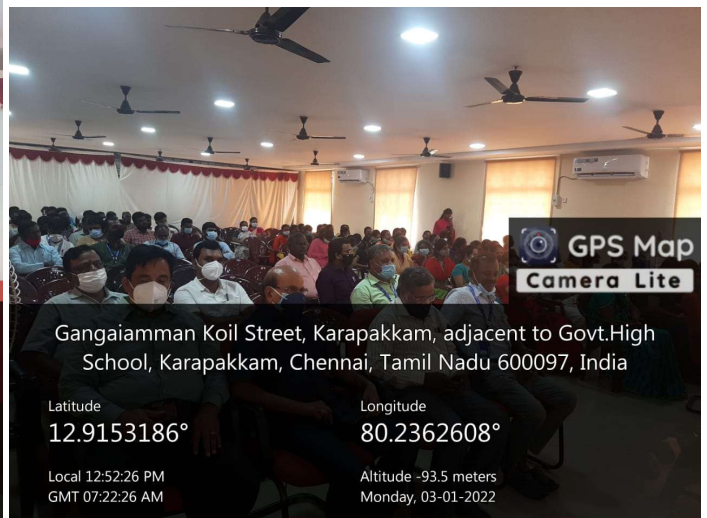 GPS Map
Camera Lite
Gangaiamman Koil Street, Karapakkam, adjacent to Govt.High
School, Karapakkam, Chennai, Tamil Nadu 600097, India
Latitude
12.9153186°
Longitude
80.2362608°
Local 12:52:26 PM
GMT 07:22:26 AM
Altitude -93.5 meters
Monday, 03-01-2022